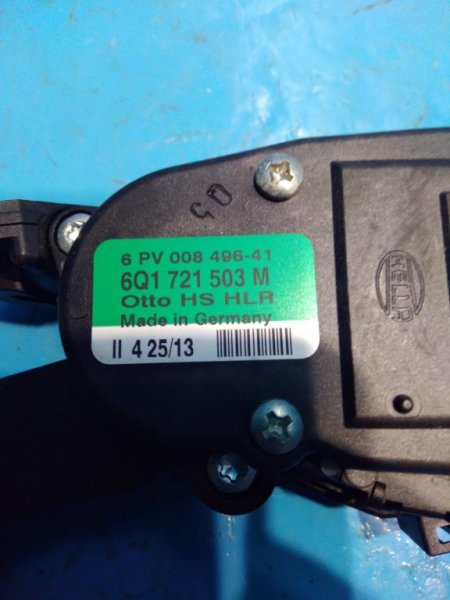 6 PV 008 496-41
6Q1 721 503 M
Otto HS HLR
Made in Germany
II 4 25/13
HELLA